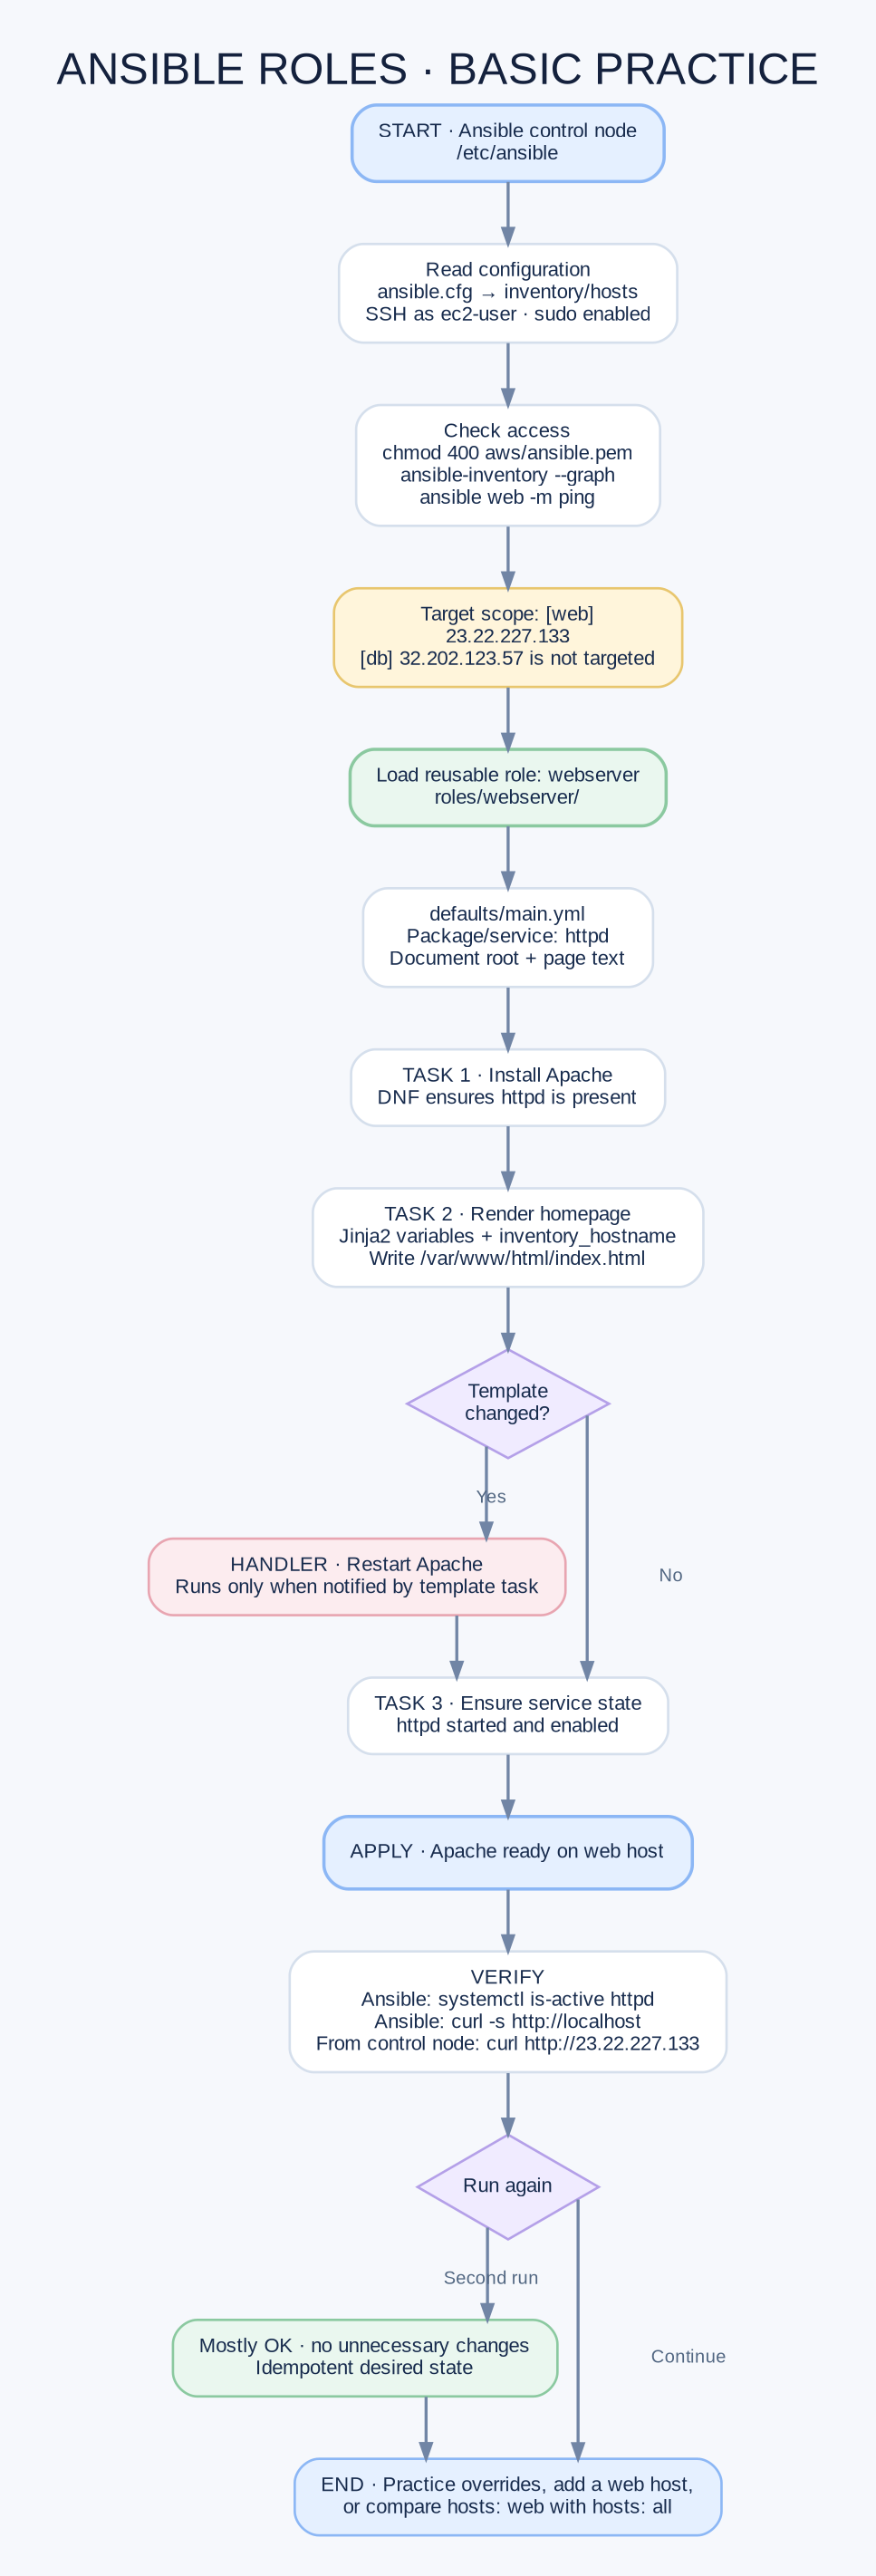 ANSIBLE ROLES · BASIC PRACTICE
START · Ansible control node
/etc/ansible
Read configuration
ansible.cfg → inventory/hosts
SSH as ec2-user · sudo enabled
Check access
chmod 400 aws/ansible.pem
ansible-inventory --graph
ansible web -m ping
Target scope: [web]
23.22.227.133
[db] 32.202.123.57 is not targeted
Load reusable role: webserver
roles/webserver/
defaults/main.yml
Package/service: httpd
Document root + page text
TASK 1 · Install Apache
DNF ensures httpd is present
TASK 2 · Render homepage
Jinja2 variables + inventory_hostname
Write /var/www/html/index.html
Template
changed?
Yes
HANDLER · Restart Apache
Runs only when notified by template task
No
TASK 3 · Ensure service state
httpd started and enabled
APPLY · Apache ready on web host
VERIFY
Ansible: systemctl is-active httpd
Ansible: curl -s http://localhost
From control node: curl http://23.22.227.133
Run again
Second run
Mostly OK · no unnecessary changes
Idempotent desired state
Continue
END · Practice overrides, add a web host,
or compare hosts: web with hosts: all